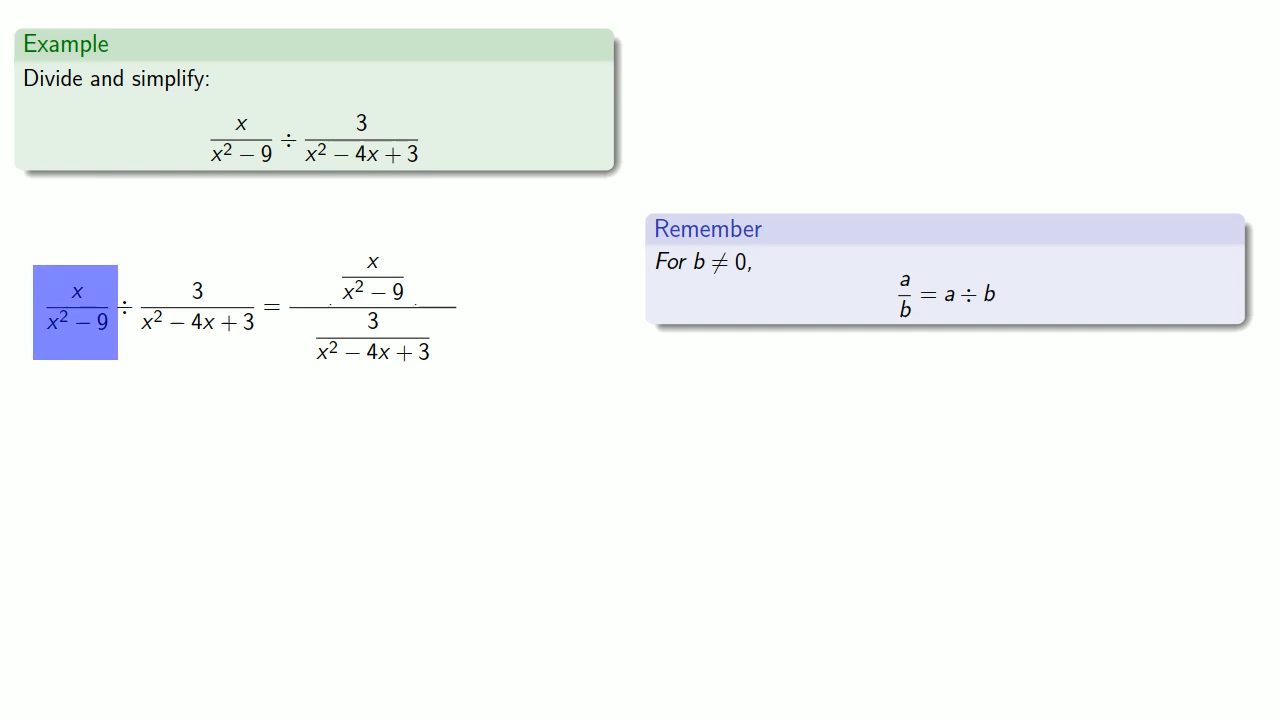 Example
Divide and simplify:
x/(x² − 9) ÷ 3/(x² − 4x + 3)
x/(x² − 9) ÷ 3/(x² − 4x + 3) = (x/(x² − 9))/(3/(x² − 4x + 3))
Remember
For b ≠ 0,
a/b = a ÷ b